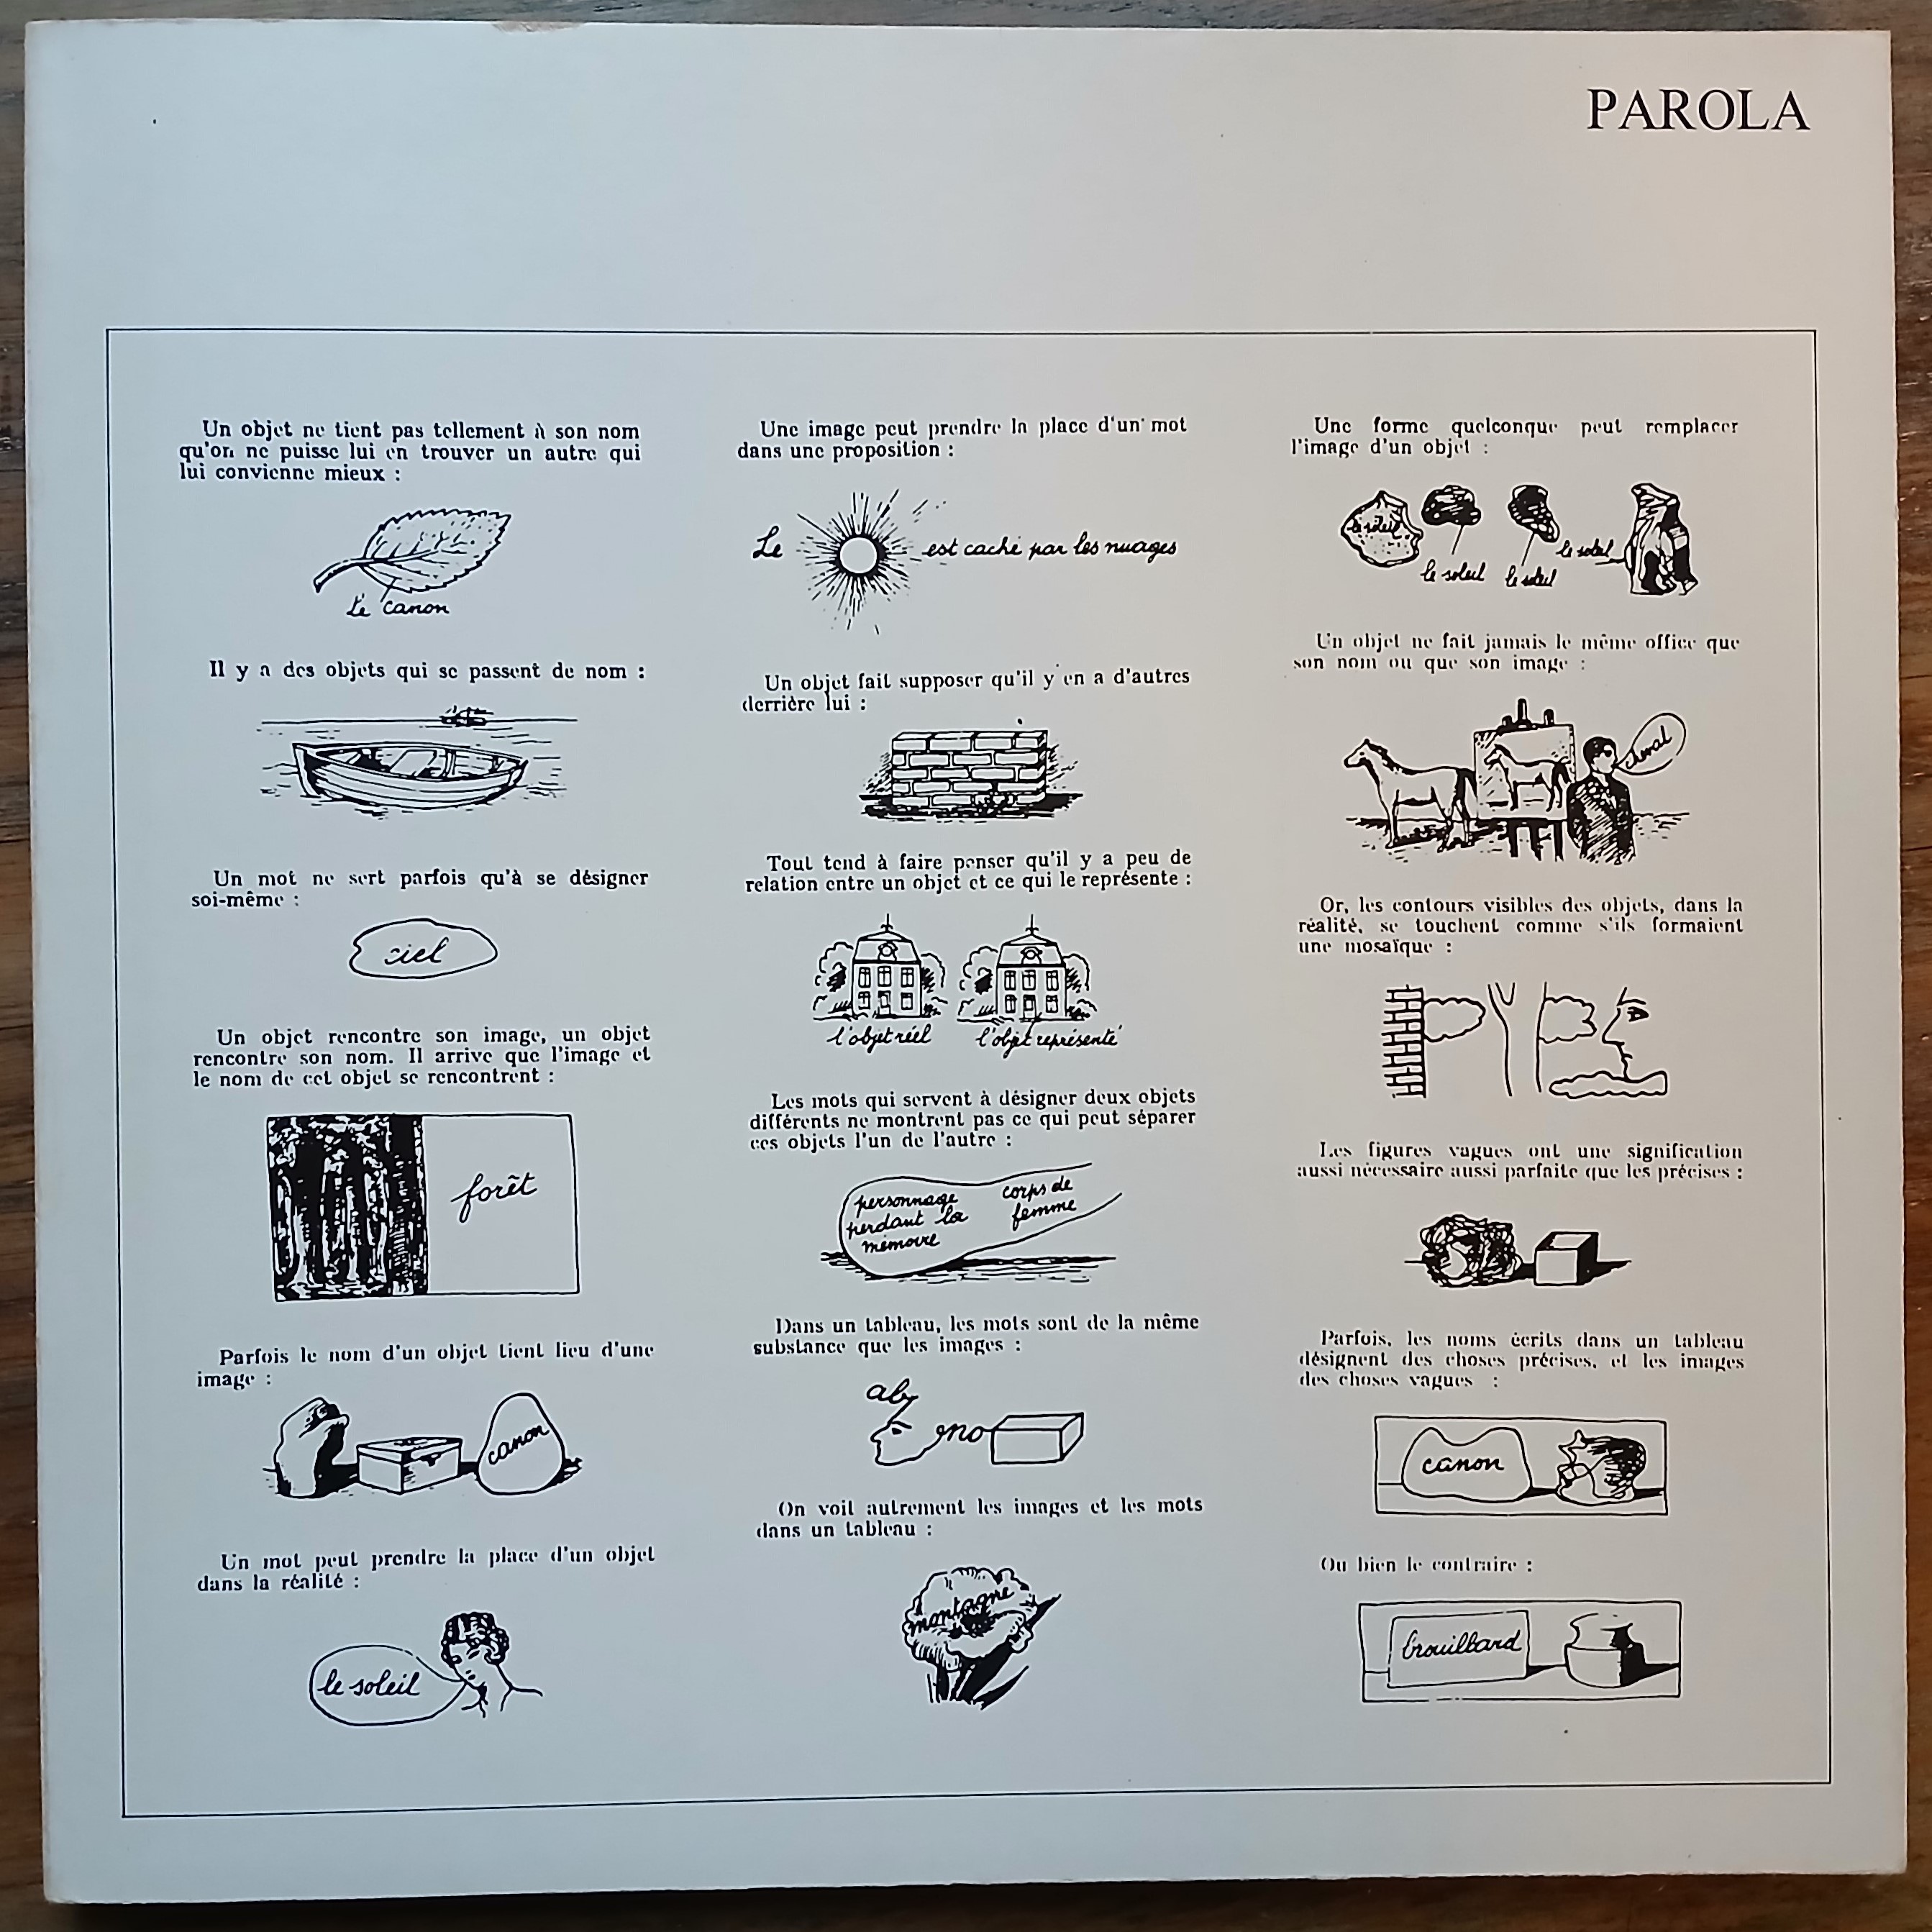 PAROLA
Un objet ne tient pas tellement à son nom
qu'on ne puisse lui en trouver un autre qui
lui convienne mieux :
Le canon
Il y a des objets qui se passent de nom :
Un mot ne sert parfois qu'à se désigner
soi-même :
ciel
Un objet rencontre son image, un objet
rencontre son nom. Il arrive que l'image et
le nom de cet objet se rencontrent :
forêt
Parfois le nom d'un objet tient lieu d'une
image :
canon
Un mot peut prendre la place d'un objet
dans la réalité :
le soleil
Une image peut prendre la place d'un mot
dans une proposition :
Le est caché par les nuages
Un objet fait supposer qu'il y en a d'autres
derrière lui :
Tout tend à faire penser qu'il y a peu de
relation entre un objet et ce qui le représente :
l'objet réel l'objet représenté
Les mots qui servent à désigner deux objets
différents ne montrent pas ce qui peut séparer
ces objets l'un de l'autre :
personnage
perdant la
mémoire
corps de
femme
Dans un tableau, les mots sont de la même
substance que les images :
On voit autrement les images et les mots
dans un tableau :
montagne
Une forme quelconque peut remplacer
l'image d'un objet :
le soleil
le soleil
le soleil
le soleil
Un objet ne fait jamais le même office que
son nom ou que son image :
cheval
Or, les contours visibles des objets, dans la
réalité, se touchent comme s'ils formaient
une mosaïque :
Les figures vagues ont une signification
aussi nécessaire aussi parfaite que les précises :
Parfois, les noms écrits dans un tableau
désignent des choses précises, et les images
des choses vagues :
canon
Ou bien le contraire :
brouillard